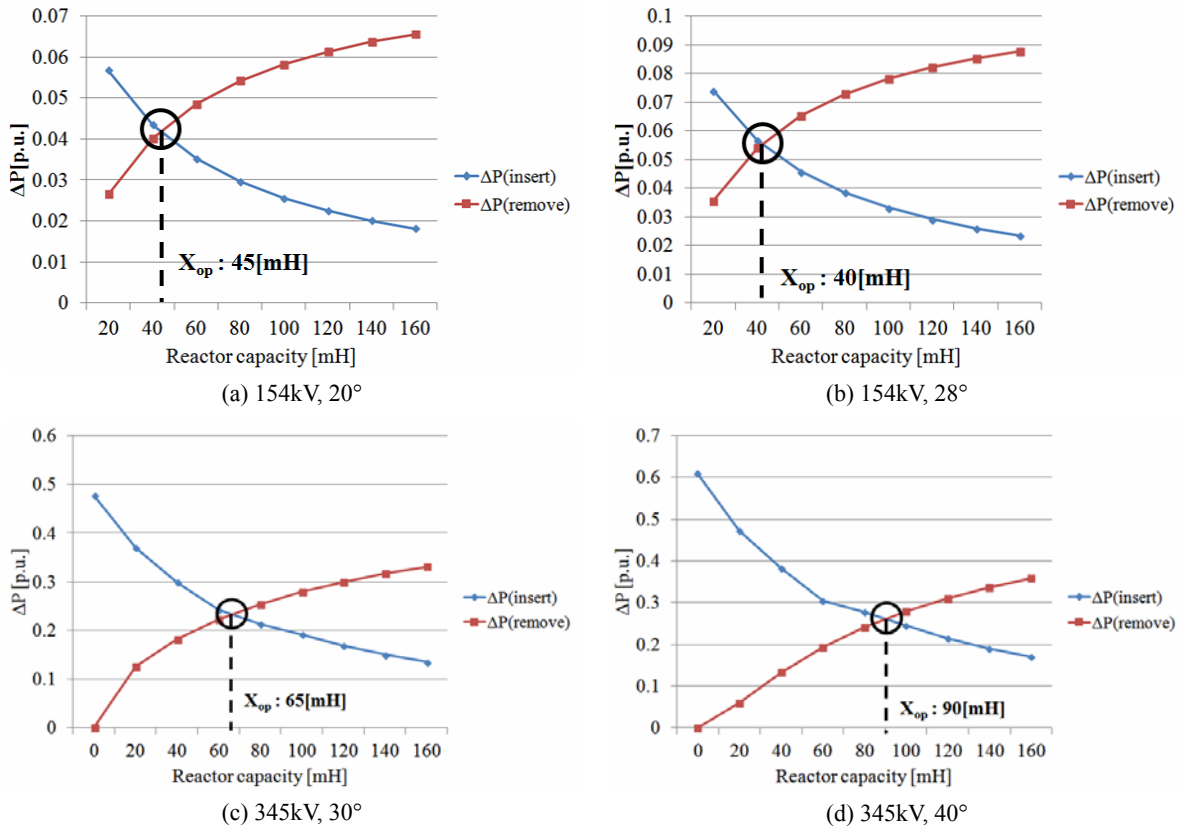 0.07
0.06
0.05
0.04
0.03
0.02
0.01
0
ΔP[p.u.]
20 40 60 80 100 120 140 160
Reactor capacity [mH]
X_op : 45[mH]
ΔP(insert)
ΔP(remove)
(a) 154kV, 20°
0.1
0.09
0.08
0.07
0.06
0.05
0.04
0.03
0.02
0.01
0
ΔP[p.u.]
20 40 60 80 100 120 140 160
Reactor capacity [mH]
X_op : 40[mH]
ΔP(insert)
ΔP(remove)
(b) 154kV, 28°
0.6
0.5
0.4
0.3
0.2
0.1
0
ΔP [p.u.]
0 20 40 60 80 100 120 140 160
Reactor capacity [mH]
X_op : 65[mH]
ΔP(insert)
ΔP(remove)
(c) 345kV, 30°
0.7
0.6
0.5
0.4
0.3
0.2
0.1
0
ΔP [p.u.]
0 20 40 60 80 100 120 140 160
Reactor capacity [mH]
X_op : 90[mH]
ΔP(insert)
ΔP(remove)
(d) 345kV, 40°